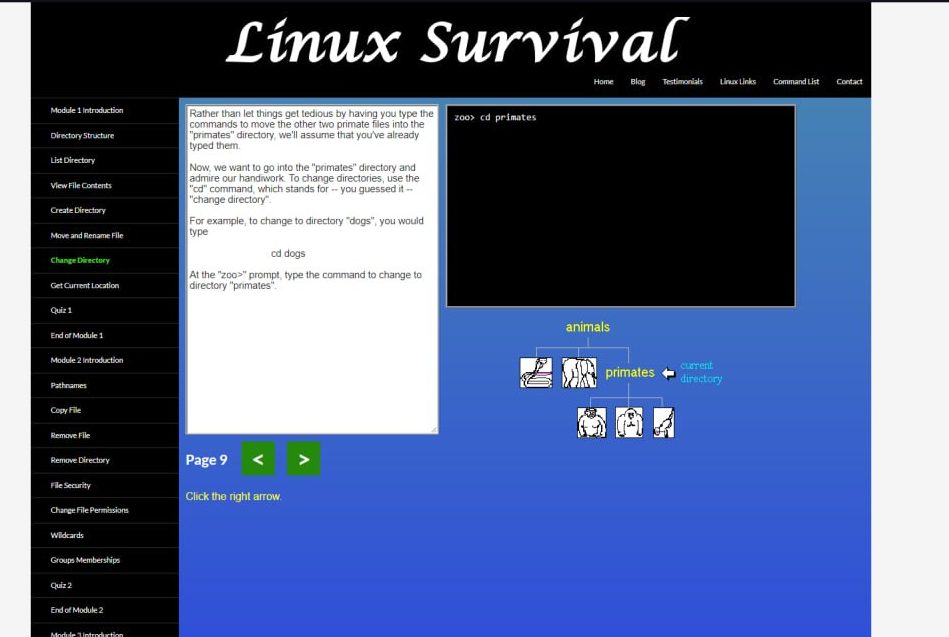 Linux Survival
Home Blog Testimonials Linux Links Command List Contact
Module 1 Introduction
Directory Structure
List Directory
View File Contents
Create Directory
Move and Rename File
Change Directory
Get Current Location
Quiz 1
End of Module 1
Module 2 Introduction
Pathnames
Copy File
Remove File
Remove Directory
File Security
Change File Permissions
Wildcards
Groups Memberships
Quiz 2
End of Module 2
Module 3 Introduction
Rather than let things get tedious by having you type the
commands to move the other two primate files into the
"primates" directory, we'll assume that you've already
typed them.
Now, we want to go into the "primates" directory and
admire our handiwork. To change directories, use the
"cd" command, which stands for -- you guessed it --
"change directory".
For example, to change to directory "dogs", you would
type
cd dogs
At the "zoo>" prompt, type the command to change to
directory "primates".
Page 9 < >
Click the right arrow.
zoo> cd primates
animals
primates
current
directory